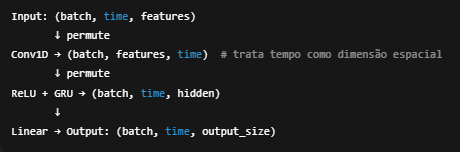 Input: (batch, time, features)
↓ permute
Conv1D → (batch, features, time)  # trata tempo como dimensão espacial
↓ permute
ReLU + GRU → (batch, time, hidden)
↓
Linear → Output: (batch, time, output_size)